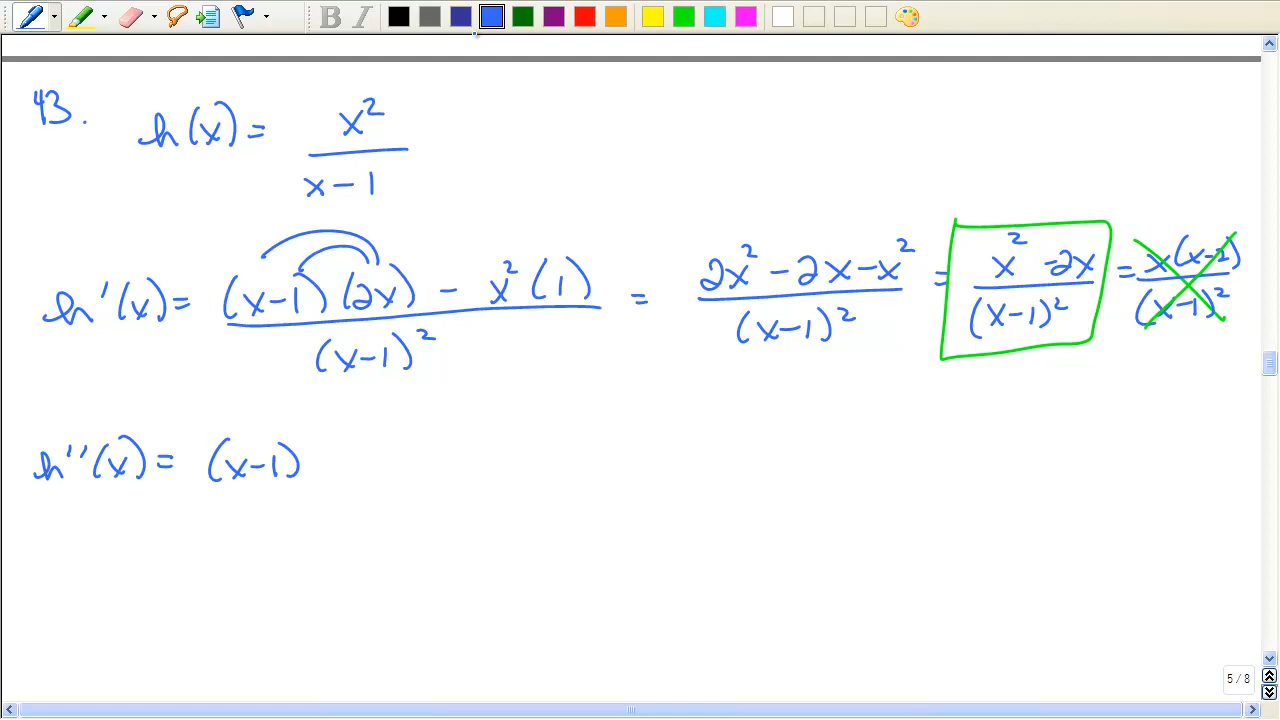 B I
43. h(x) = x² / (x - 1)
h'(x) = ((x-1)(2x) - x²(1)) / (x-1)² = (2x² - 2x - x²) / (x-1)² = (x² - 2x) / (x-1)² = x(x-2) / (x-1)²
h''(x) = (x-1)
5/8